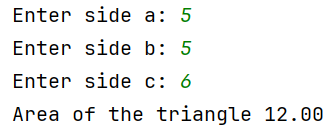 Enter side a: 5
Enter side b: 5
Enter side c: 6
Area of the triangle 12.00